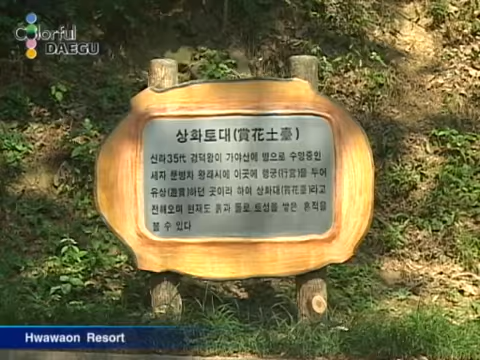 Colorful
DAEGU
상화토대(賞花土臺)
신라35대 경덕왕이 가야산에 병으로 수양중인
세자 문병차 왕래시에 이곳에 행궁(行宮)을 두어
유상(遊賞)하던 곳이라 하여 상화대(賞花臺)라고
전해오며 현재도 흙과 돌로 토성을 쌓은 흔적을
볼 수 있다
Hwawaon Resort